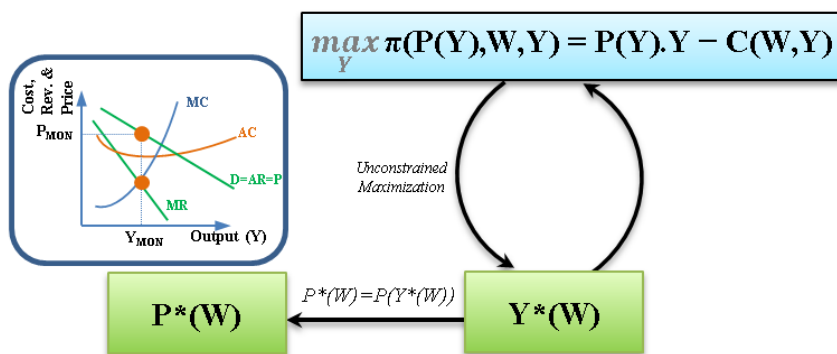 max π(P(Y),W,Y) = P(Y).Y − C(W,Y)
Y
Cost,
Rev. &
Price
MC
P_MON
AC
D=AR=P
MR
Y_MON
Output (Y)
Unconstrained
Maximization
P*(W)
P*(W)=P(Y*(W))
Y*(W)